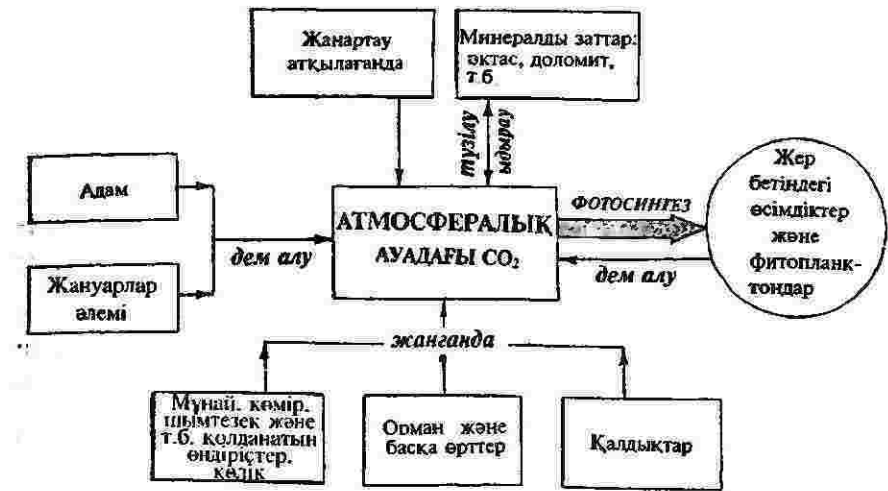 Жанартау
атқылағанда
Минералды заттар:
әктас, доломит,
т.б
түзілу
ыдырау
Адам
Жануарлар
әлемі
дем алу
АТМОСФЕРАЛЫҚ
АУАДАҒЫ CO₂
ФОТОСИНТЕЗ
дем алу
Жер
бетіндегі
өсімдіктер
және
фитопланк-
тондар
жанганда
Мұнай, көмір,
шымтезек және
т.б. қолданатын
өндірістер,
көлік
Орман және
басқа өрттер
Қалдықтар